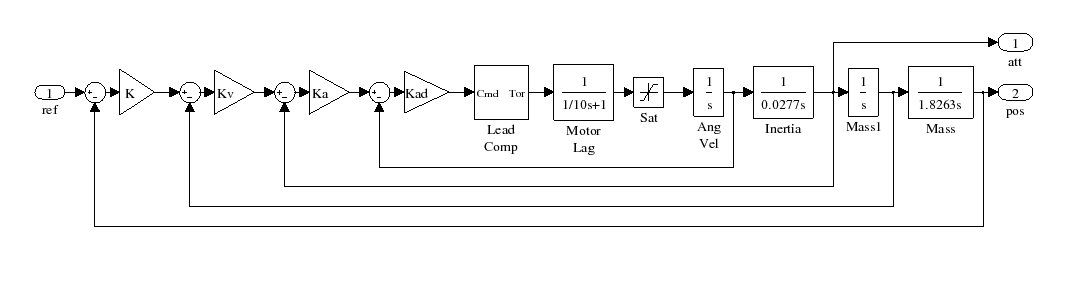 1
att
1
ref
+
-
K
+
-
Kv
+
-
Ka
+
-
Kad
Cmd Tor
Lead
Comp
1
1/10s+1
Motor
Lag
Sat
1
s
Ang
Vel
1
0.0277s
Inertia
1
s
Mass1
1
1.8263s
Mass
2
pos